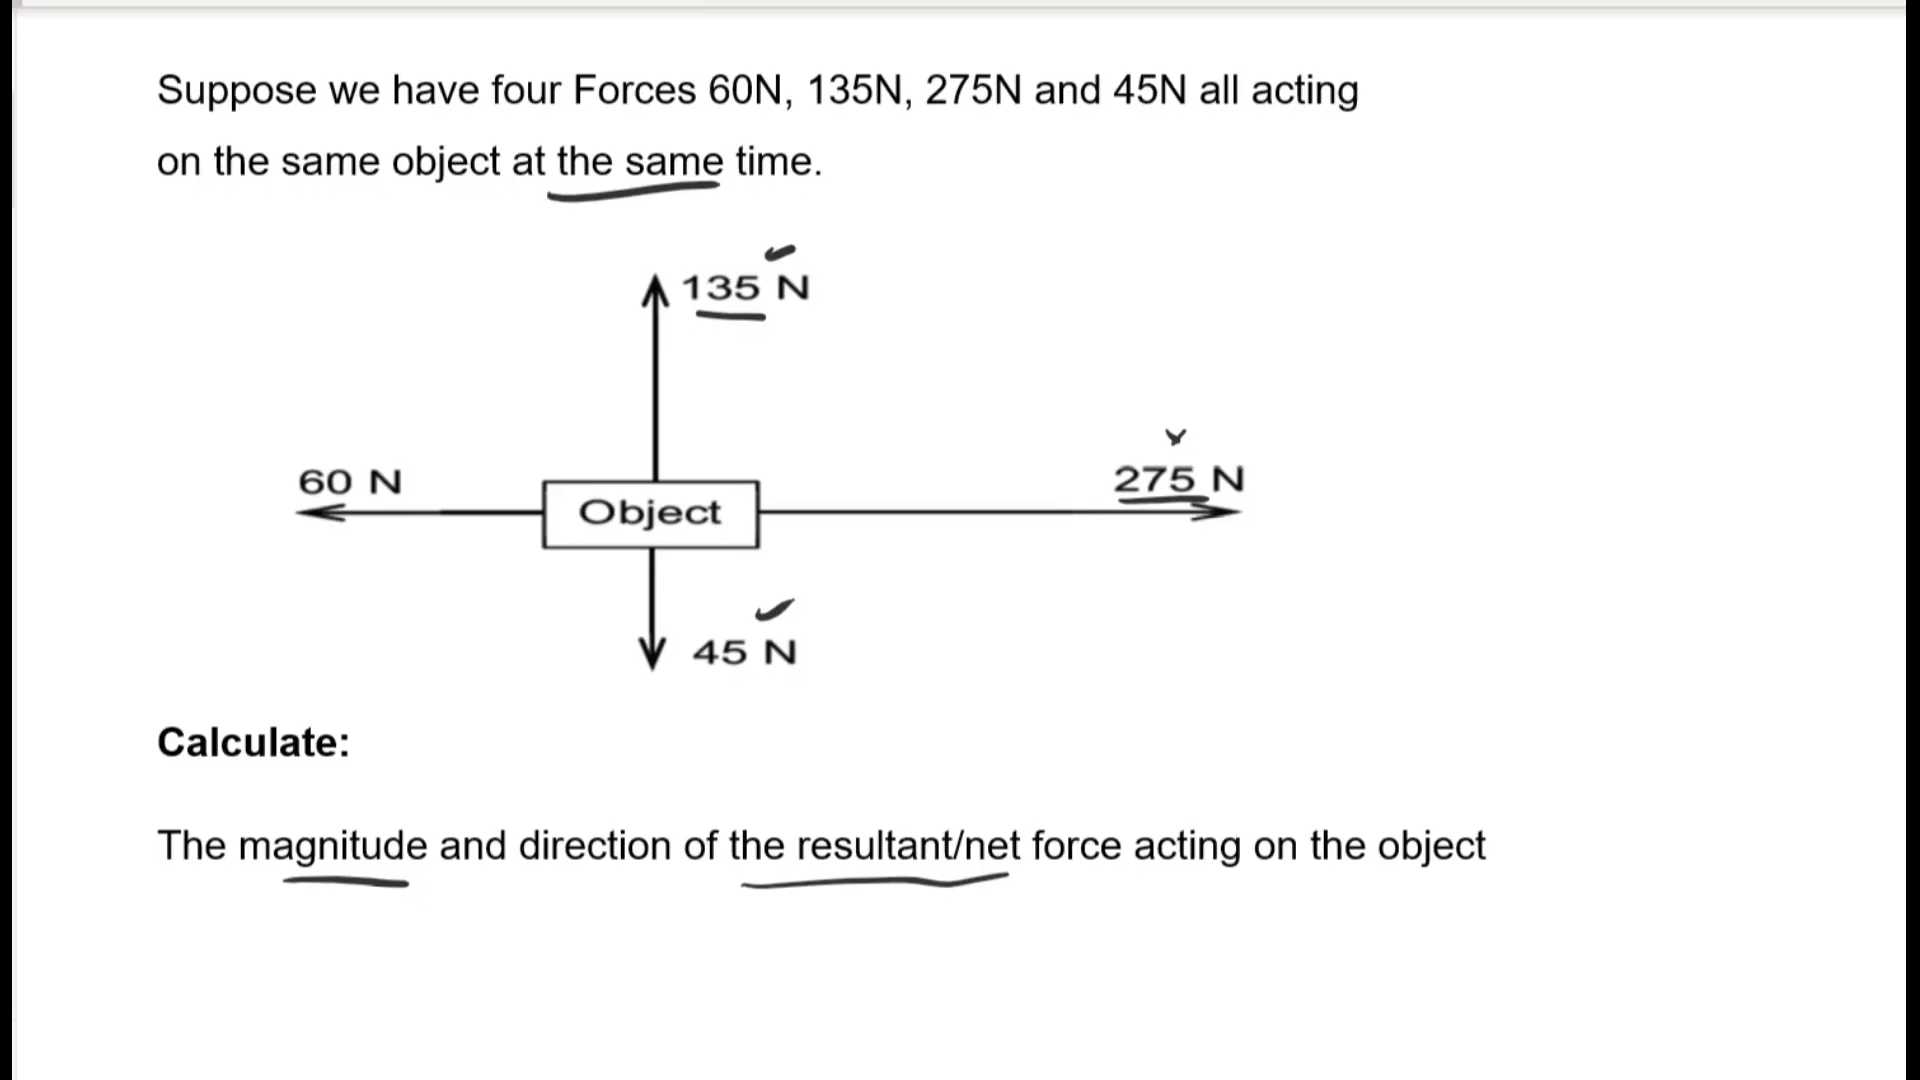 Suppose we have four Forces 60N, 135N, 275N and 45N all acting
on the same object at the same time.
135 N
60 N
275 N
Object
45 N
Calculate:
The magnitude and direction of the resultant/net force acting on the object